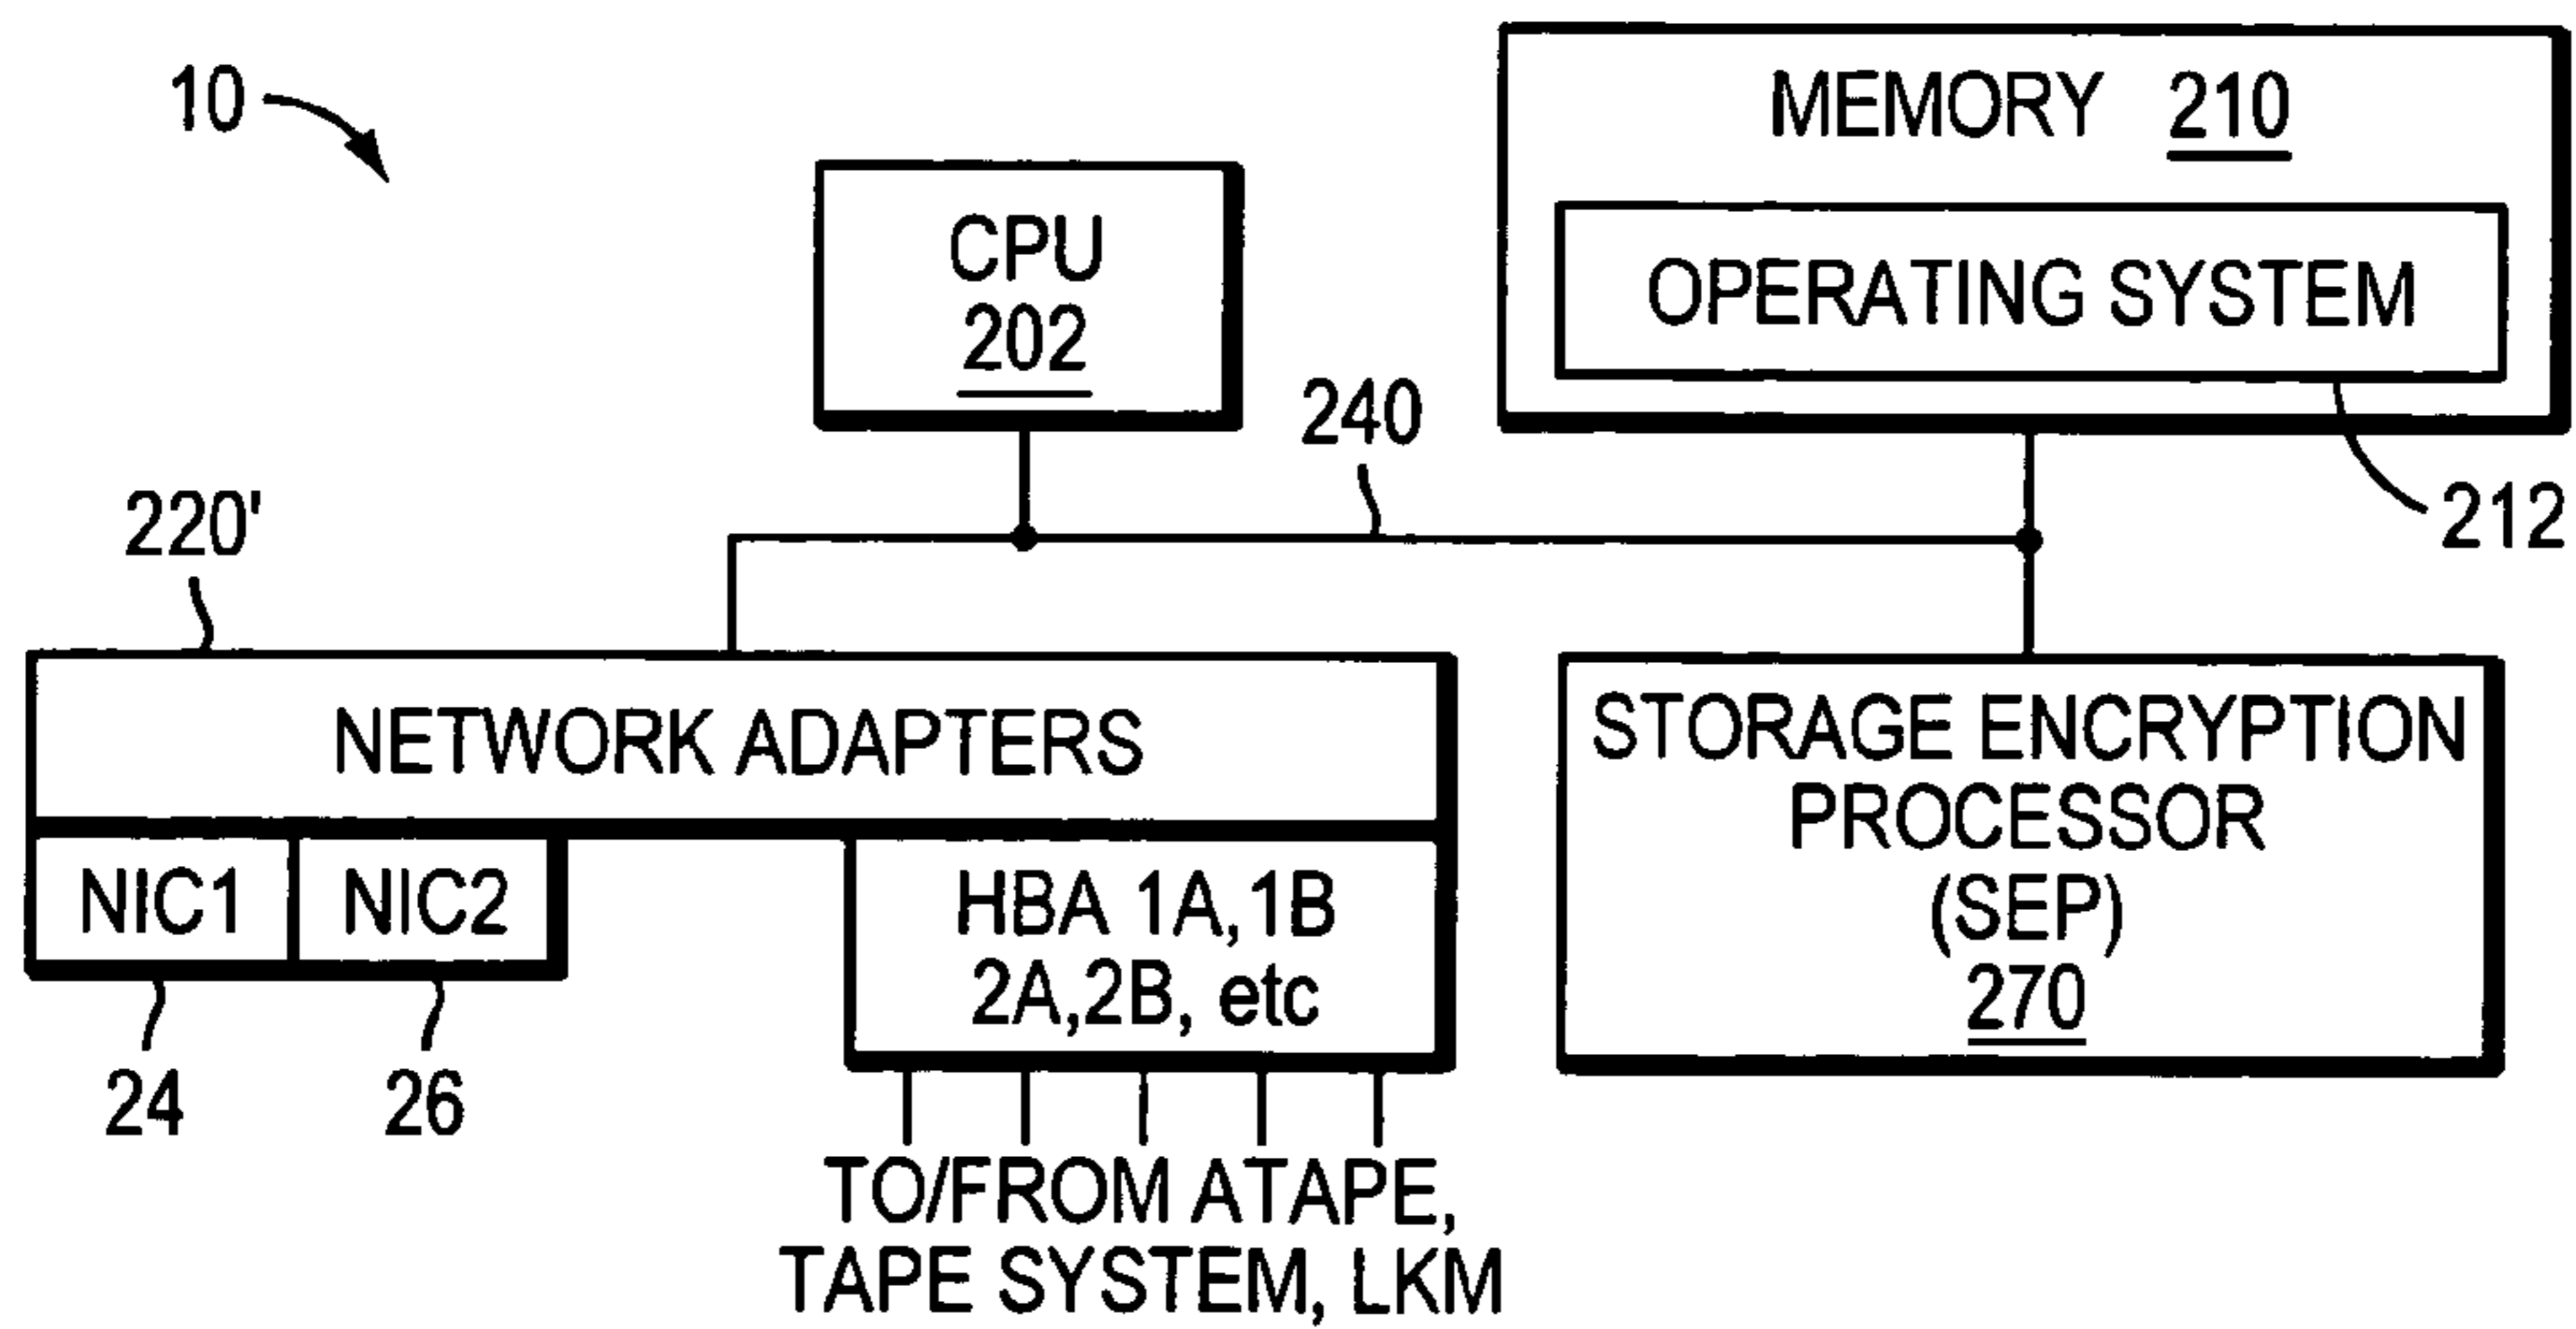 10
MEMORY 210
CPU
202
OPERATING SYSTEM
240
212
220'
NETWORK ADAPTERS
STORAGE ENCRYPTION
PROCESSOR
(SEP)
270
NIC1
NIC2
HBA 1A,1B
2A,2B, etc
24
26
TO/FROM ATAPE,
TAPE SYSTEM, LKM